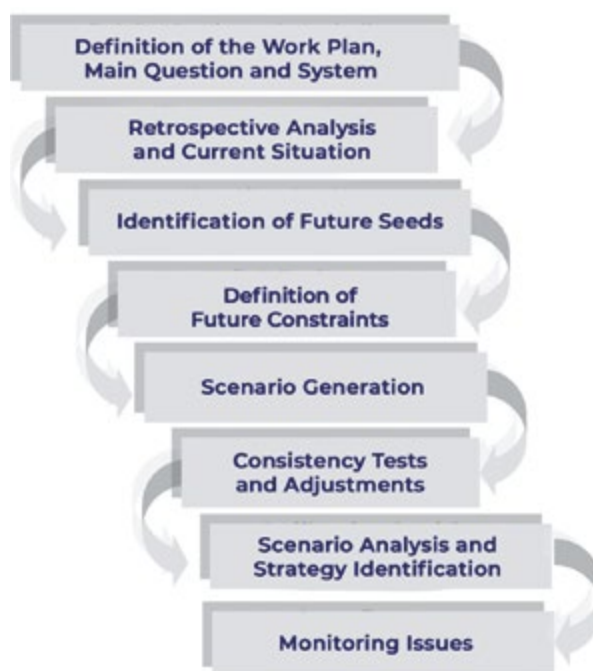 Definition of the Work Plan,
Main Question and System
Retrospective Analysis
and Current Situation
Identification of Future Seeds
Definition of
Future Constraints
Scenario Generation
Consistency Tests
and Adjustments
Scenario Analysis and
Strategy Identification
Monitoring Issues